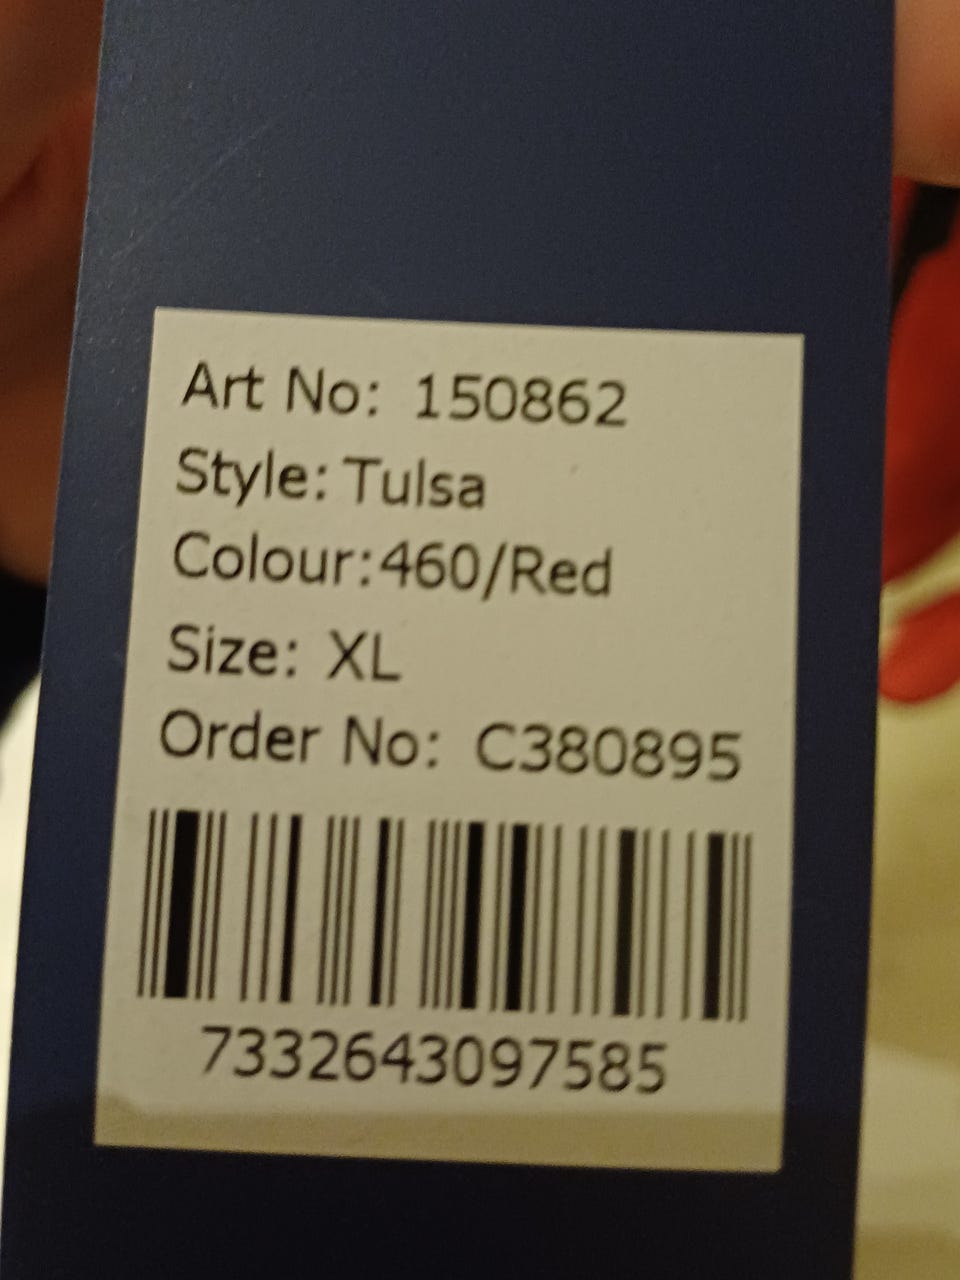 Art No: 150862
Style: Tulsa
Colour:460/Red
Size: XL
Order No: C380895
7332643097585